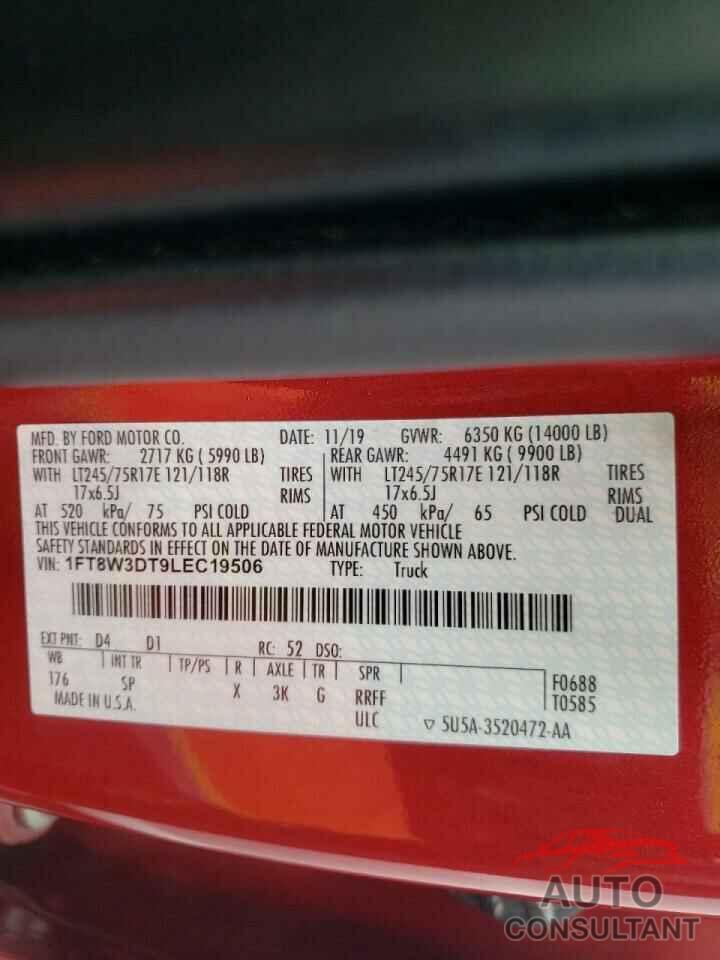 MFD. BY FORD MOTOR CO. DATE: 11/19 GVWR: 6350 KG (14000 LB)
FRONT GAWR: 2717 KG ( 5990 LB) REAR GAWR: 4491 KG ( 9900 LB)
WITH LT245/75R17E 121/118R TIRES WITH LT245/75R17E 121/118R TIRES
17x6.5J RIMS 17x6.5J RIMS
AT 520 kPa/ 75 PSI COLD AT 450 kPa/ 65 PSI COLD DUAL
THIS VEHICLE CONFORMS TO ALL APPLICABLE FEDERAL MOTOR VEHICLE
SAFETY STANDARDS IN EFFECT ON THE DATE OF MANUFACTURE SHOWN ABOVE.
VIN: 1FT8W3DT9LEC19506 TYPE: Truck
EXT PNT: D4 D1 RC: 52 DSO:
WB INT TR TP/PS R AXLE TR SPR
176 SP X 3K G RRFF F0688
MADE IN U.S.A. T0585
ULC ▽ 5U5A-3520472-AA
AUTO
CONSULTANT